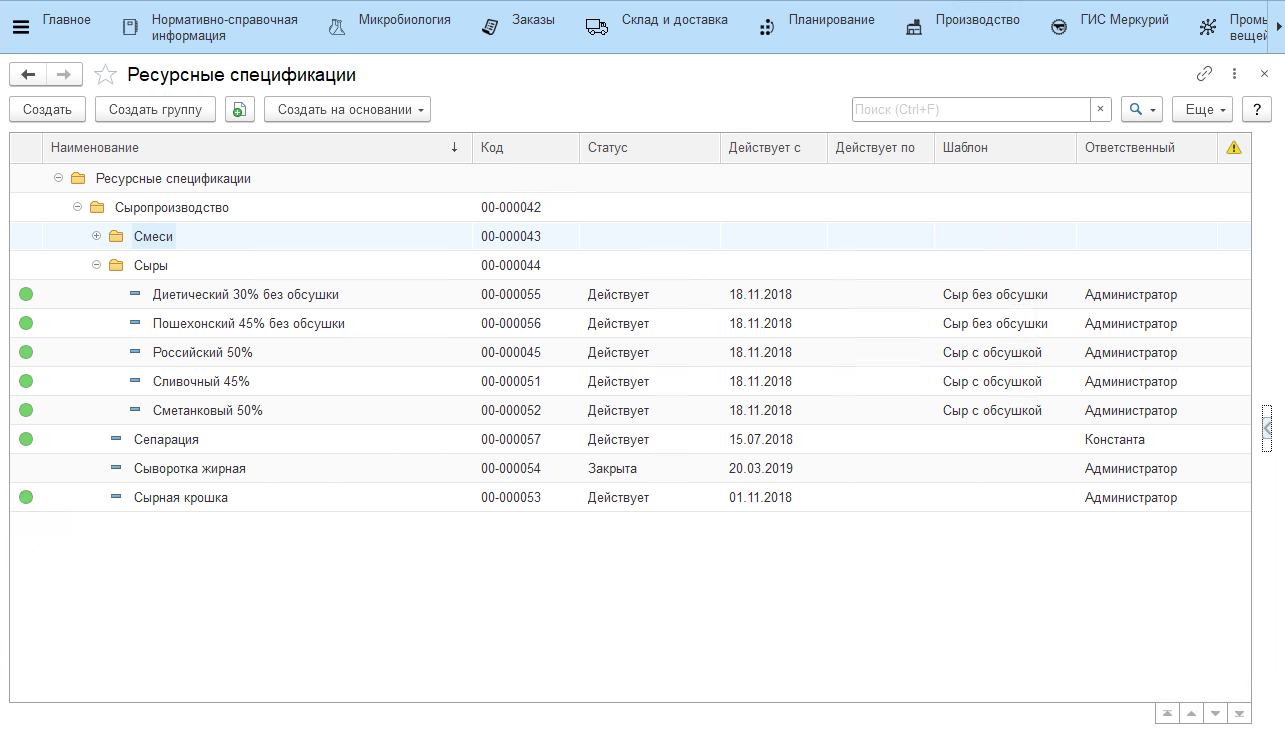 Главное
Нормативно-справочная
информация
Микробиология
Заказы
Склад и доставка
Планирование
Производство
ГИС Меркурий
Ресурсные спецификации
Создать
Создать группу
Создать на основании
Поиск (Ctrl+F)
×
Еще
?
Наименование ↓ Код Статус Действует с Действует по Шаблон Ответственный
Ресурсные спецификации
Сыропроизводство 00-000042
Смеси 00-000043
Сыры 00-000044
Диетический 30% без обсушки 00-000055 Действует 18.11.2018 Сыр без обсушки Администратор
Пошехонский 45% без обсушки 00-000056 Действует 18.11.2018 Сыр без обсушки Администратор
Российский 50% 00-000045 Действует 18.11.2018 Сыр с обсушкой Администратор
Сливочный 45% 00-000051 Действует 18.11.2018 Сыр с обсушкой Администратор
Сметанковый 50% 00-000052 Действует 18.11.2018 Сыр с обсушкой Администратор
Сепарация 00-000057 Действует 15.07.2018 Константа
Сыворотка жирная 00-000054 Закрыта 20.03.2019 Администратор
Сырная крошка 00-000053 Действует 01.11.2018 Администратор